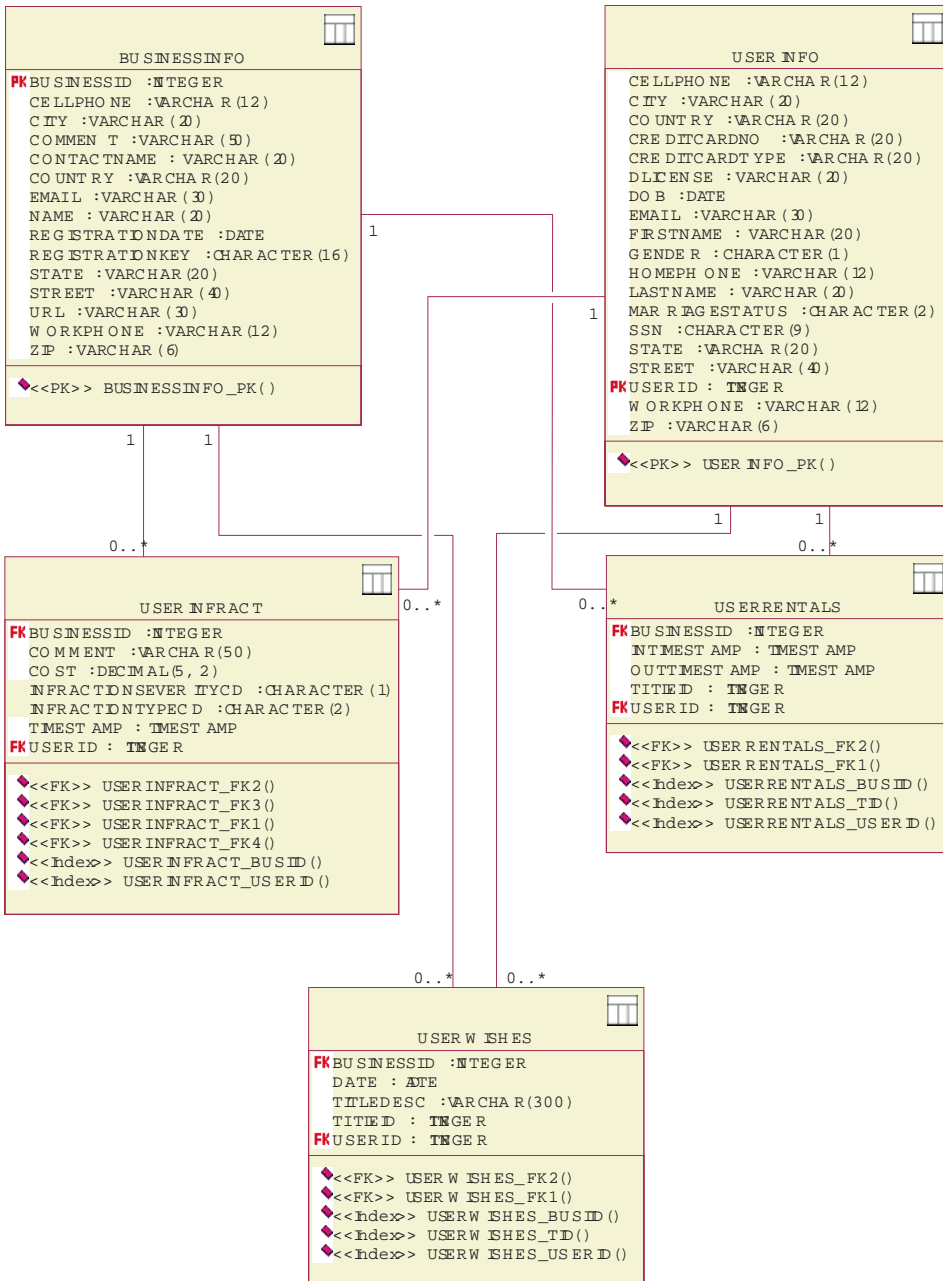 BUSINESSINFO
PK BUSINESSID : INTEGER
CELLPHONE : VARCHAR(12)
CITY : VARCHAR(20)
COMMENT : VARCHAR(50)
CONTACTNAME : VARCHAR(20)
COUNTRY : VARCHAR(20)
EMAIL : VARCHAR(30)
NAME : VARCHAR(20)
REGISTRATIONDATE : DATE
REGISTRATIONKEY : CHARACTER(16)
STATE : VARCHAR(20)
STREET : VARCHAR(40)
URL : VARCHAR(30)
WORKPHONE : VARCHAR(12)
ZIP : VARCHAR(6)
<<PK>> BUSINESSINFO_PK()
USERINFO
CELLPHONE : VARCHAR(12)
CITY : VARCHAR(20)
COUNTRY : VARCHAR(20)
CREDITCARDNO : VARCHAR(20)
CREDITCARDTYPE : VARCHAR(20)
DLICENSE : VARCHAR(20)
DOB : DATE
EMAIL : VARCHAR(30)
FIRSTNAME : VARCHAR(20)
GENDER : CHARACTER(1)
HOMEPHONE : VARCHAR(12)
LASTNAME : VARCHAR(20)
MARRIAGESTATUS : CHARACTER(2)
SSN : CHARACTER(9)
STATE : VARCHAR(20)
STREET : VARCHAR(40)
PK USERID : INTEGER
WORKPHONE : VARCHAR(12)
ZIP : VARCHAR(6)
<<PK>> USERINFO_PK()
1
1
1 1
1 1
0..*
0..*
0..*
0..*
USERINFRACT
FK BUSINESSID : INTEGER
COMMENT : VARCHAR(50)
COST : DECIMAL(5, 2)
INFRACTIONSEVERITYCD : CHARACTER(1)
INFRACTIONTYPECD : CHARACTER(2)
TIMESTAMP : TIMESTAMP
FK USERID : INTEGER
<<FK>> USERINFRACT_FK2()
<<FK>> USERINFRACT_FK3()
<<FK>> USERINFRACT_FK1()
<<FK>> USERINFRACT_FK4()
<<Index>> USERINFRACT_BUSID()
<<Index>> USERINFRACT_USERID()
USERRENTALS
FK BUSINESSID : INTEGER
INTIMESTAMP : TIMESTAMP
OUTTIMESTAMP : TIMESTAMP
TITLEID : INTEGER
FK USERID : INTEGER
<<FK>> USERRENTALS_FK2()
<<FK>> USERRENTALS_FK1()
<<Index>> USERRENTALS_BUSID()
<<Index>> USERRENTALS_TID()
<<Index>> USERRENTALS_USERID()
0..* 0..*
USERWISHES
FK BUSINESSID : INTEGER
DATE : DATE
TITLEDESC : VARCHAR(300)
TITLEID : INTEGER
FK USERID : INTEGER
<<FK>> USERWISHES_FK2()
<<FK>> USERWISHES_FK1()
<<Index>> USERWISHES_BUSID()
<<Index>> USERWISHES_TID()
<<Index>> USERWISHES_USERID()